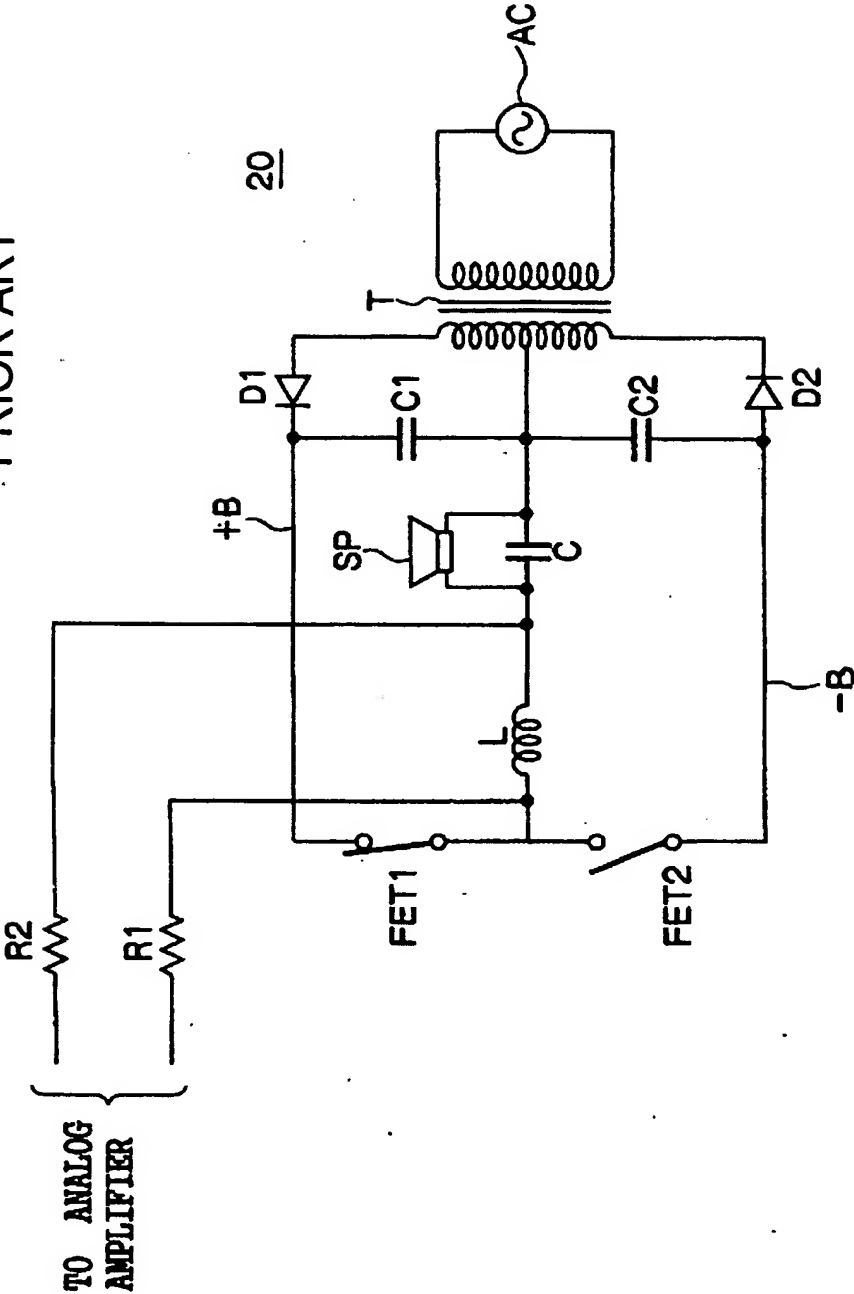 PRIOR ART
20
AC
T
D1
C1
C2
D2
+B
SP
C
-B
L
R2
R1
FET1
FET2
TO ANALOG
AMPLIFIER